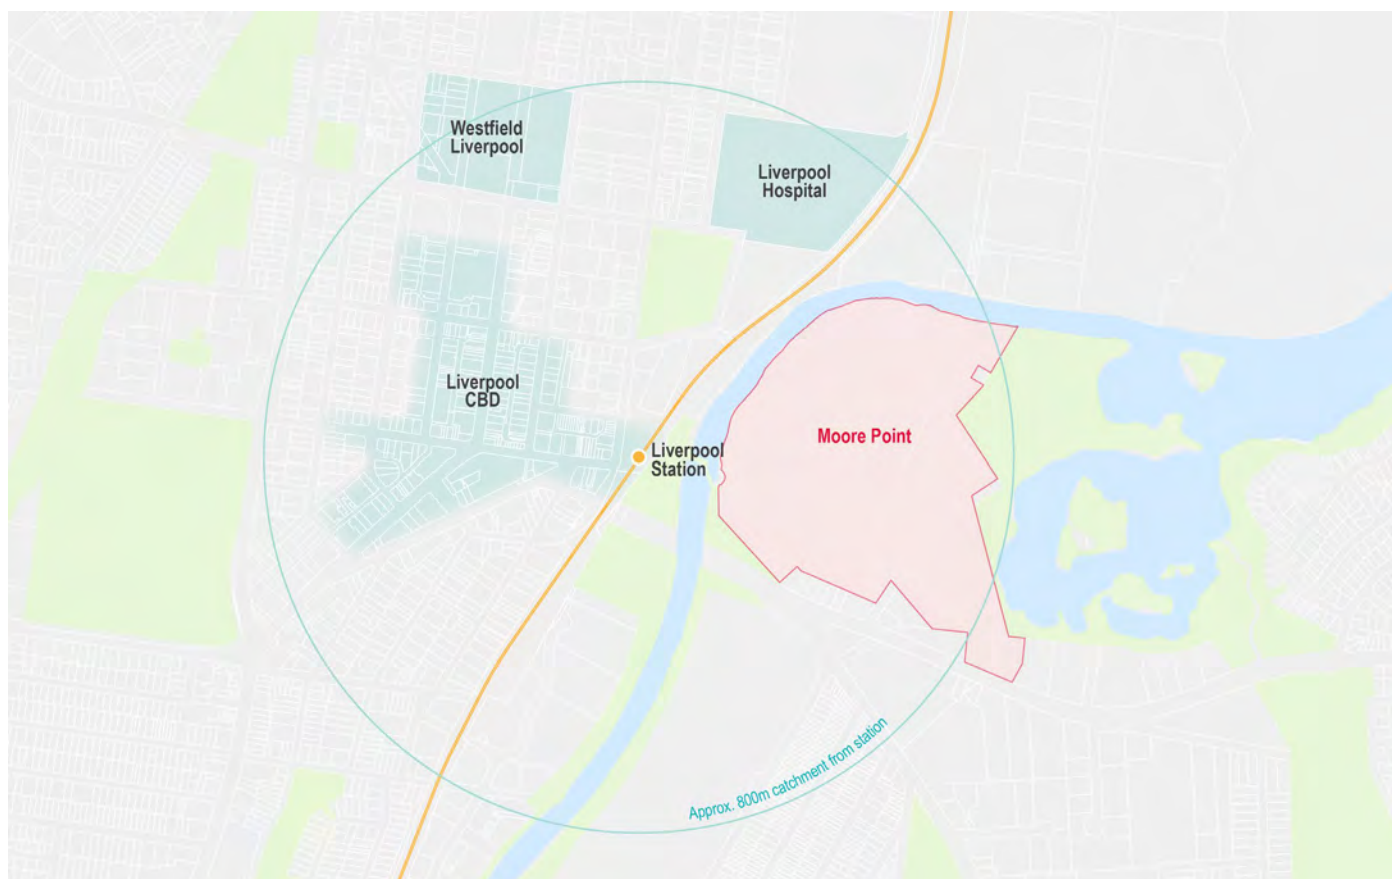 Westfield
Liverpool
Liverpool
Hospital
Liverpool
CBD
Liverpool
Station
Moore Point
Approx. 800m catchment from station